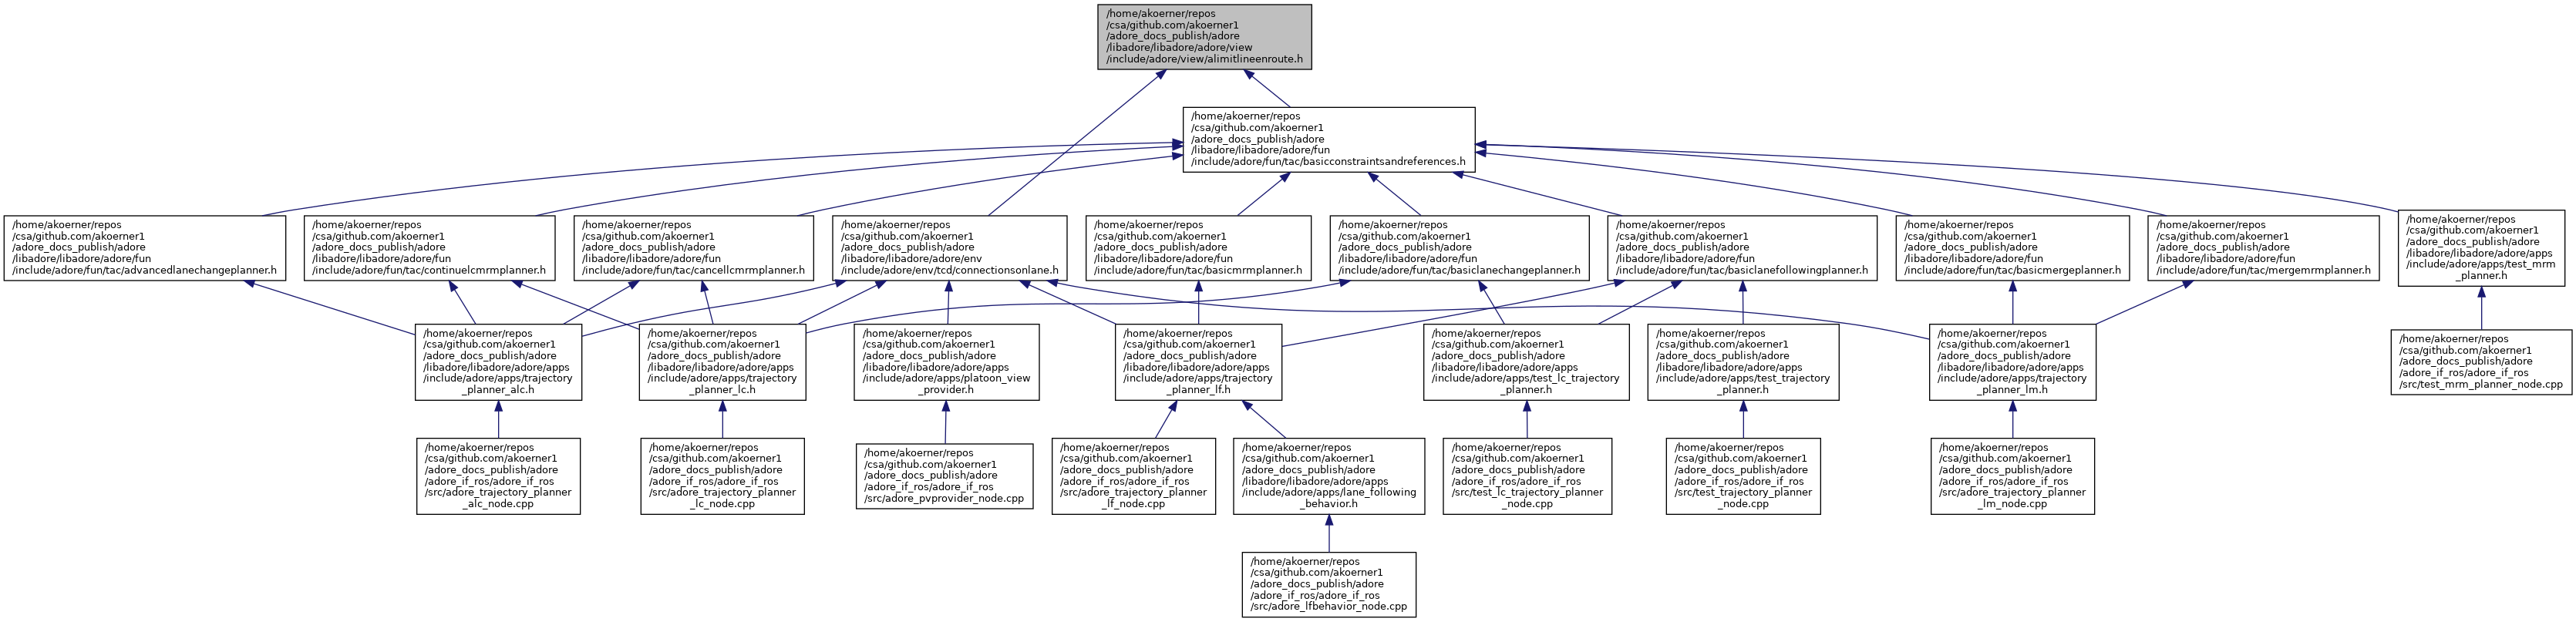 /home/akoerner/repos
/csa/github.com/akoerner1
/adore_docs_publish/adore
/libadore/libadore/adore/view
/include/adore/view/alimitlineenroute.h
/home/akoerner/repos
/csa/github.com/akoerner1
/adore_docs_publish/adore
/libadore/libadore/adore/fun
/include/adore/fun/tac/basicconstraintsandreferences.h
/home/akoerner/repos
/csa/github.com/akoerner1
/adore_docs_publish/adore
/libadore/libadore/adore/fun
/include/adore/fun/tac/advancedlanechangeplanner.h
/home/akoerner/repos
/csa/github.com/akoerner1
/adore_docs_publish/adore
/libadore/libadore/adore/fun
/include/adore/fun/tac/continuelcmrmplanner.h
/home/akoerner/repos
/csa/github.com/akoerner1
/adore_docs_publish/adore
/libadore/libadore/adore/fun
/include/adore/fun/tac/cancellcmrmplanner.h
/home/akoerner/repos
/csa/github.com/akoerner1
/adore_docs_publish/adore
/libadore/libadore/adore/env
/include/adore/env/tcd/connectionsonlane.h
/home/akoerner/repos
/csa/github.com/akoerner1
/adore_docs_publish/adore
/libadore/libadore/adore/fun
/include/adore/fun/tac/basicmrmplanner.h
/home/akoerner/repos
/csa/github.com/akoerner1
/adore_docs_publish/adore
/libadore/libadore/adore/fun
/include/adore/fun/tac/basiclanechangeplanner.h
/home/akoerner/repos
/csa/github.com/akoerner1
/adore_docs_publish/adore
/libadore/libadore/adore/fun
/include/adore/fun/tac/basiclanefollowingplanner.h
/home/akoerner/repos
/csa/github.com/akoerner1
/adore_docs_publish/adore
/libadore/libadore/adore/fun
/include/adore/fun/tac/basicmergeplanner.h
/home/akoerner/repos
/csa/github.com/akoerner1
/adore_docs_publish/adore
/libadore/libadore/adore/fun
/include/adore/fun/tac/mergemrmplanner.h
/home/akoerner/repos
/csa/github.com/akoerner1
/adore_docs_publish/adore
/libadore/libadore/adore/apps
/include/adore/apps/test_mrm
_planner.h
/home/akoerner/repos
/csa/github.com/akoerner1
/adore_docs_publish/adore
/libadore/libadore/adore/apps
/include/adore/apps/trajectory
_planner_alc.h
/home/akoerner/repos
/csa/github.com/akoerner1
/adore_docs_publish/adore
/libadore/libadore/adore/apps
/include/adore/apps/trajectory
_planner_lc.h
/home/akoerner/repos
/csa/github.com/akoerner1
/adore_docs_publish/adore
/libadore/libadore/adore/apps
/include/adore/apps/platoon_view
_provider.h
/home/akoerner/repos
/csa/github.com/akoerner1
/adore_docs_publish/adore
/libadore/libadore/adore/apps
/include/adore/apps/trajectory
_planner_lf.h
/home/akoerner/repos
/csa/github.com/akoerner1
/adore_docs_publish/adore
/libadore/libadore/adore/apps
/include/adore/apps/test_lc_trajectory
_planner.h
/home/akoerner/repos
/csa/github.com/akoerner1
/adore_docs_publish/adore
/libadore/libadore/adore/apps
/include/adore/apps/test_trajectory
_planner.h
/home/akoerner/repos
/csa/github.com/akoerner1
/adore_docs_publish/adore
/libadore/libadore/adore/apps
/include/adore/apps/trajectory
_planner_lm.h
/home/akoerner/repos
/csa/github.com/akoerner1
/adore_docs_publish/adore
/adore_if_ros/adore_if_ros
/src/test_mrm_planner_node.cpp
/home/akoerner/repos
/csa/github.com/akoerner1
/adore_docs_publish/adore
/adore_if_ros/adore_if_ros
/src/adore_trajectory_planner
_alc_node.cpp
/home/akoerner/repos
/csa/github.com/akoerner1
/adore_docs_publish/adore
/adore_if_ros/adore_if_ros
/src/adore_trajectory_planner
_lc_node.cpp
/home/akoerner/repos
/csa/github.com/akoerner1
/adore_docs_publish/adore
/adore_if_ros/adore_if_ros
/src/adore_pvprovider_node.cpp
/home/akoerner/repos
/csa/github.com/akoerner1
/adore_docs_publish/adore
/adore_if_ros/adore_if_ros
/src/adore_trajectory_planner
_lf_node.cpp
/home/akoerner/repos
/csa/github.com/akoerner1
/adore_docs_publish/adore
/libadore/libadore/adore/apps
/include/adore/apps/lane_following
_behavior.h
/home/akoerner/repos
/csa/github.com/akoerner1
/adore_docs_publish/adore
/adore_if_ros/adore_if_ros
/src/test_lc_trajectory_planner
_node.cpp
/home/akoerner/repos
/csa/github.com/akoerner1
/adore_docs_publish/adore
/adore_if_ros/adore_if_ros
/src/test_trajectory_planner
_node.cpp
/home/akoerner/repos
/csa/github.com/akoerner1
/adore_docs_publish/adore
/adore_if_ros/adore_if_ros
/src/adore_trajectory_planner
_lm_node.cpp
/home/akoerner/repos
/csa/github.com/akoerner1
/adore_docs_publish/adore
/adore_if_ros/adore_if_ros
/src/adore_lfbehavior_node.cpp